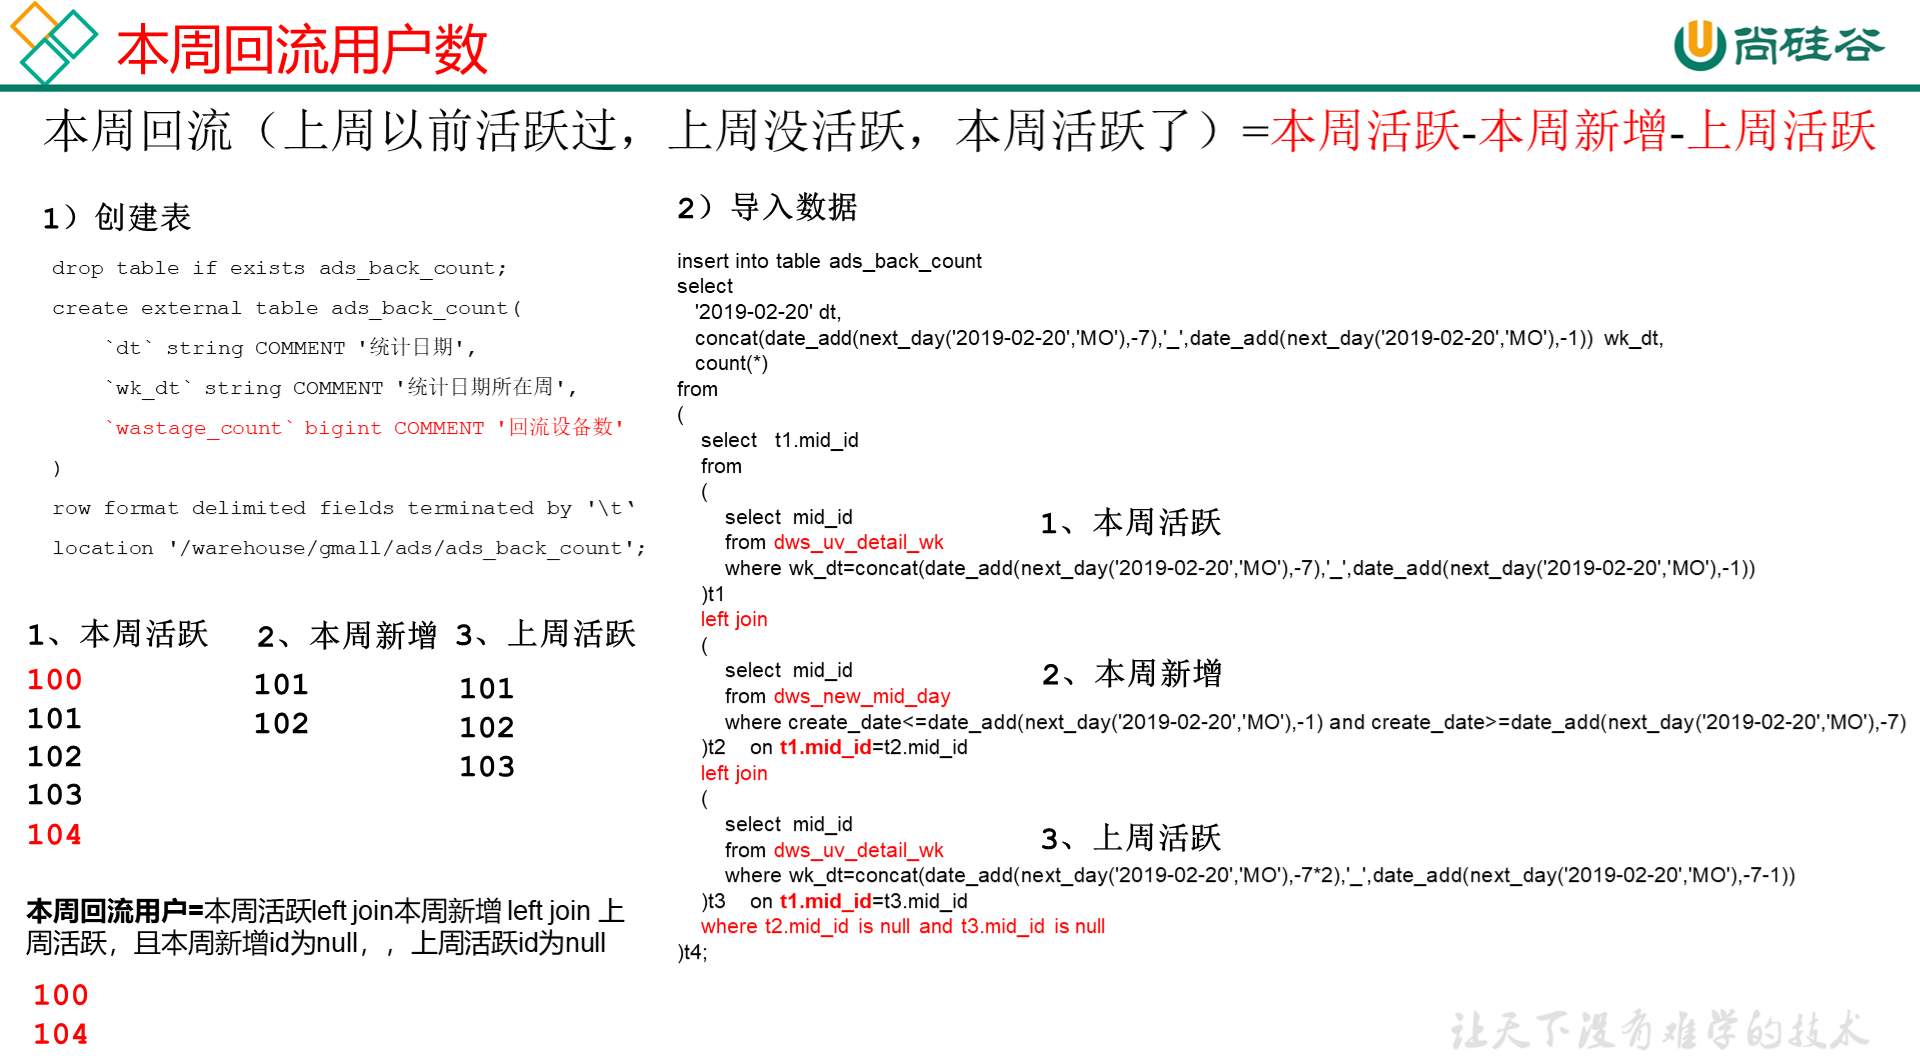 本周回流用户数
尚硅谷
本周回流（上周以前活跃过，上周没活跃，本周活跃了）=本周活跃-本周新增-上周活跃
1）创建表
drop table if exists ads_back_count;
create external table ads_back_count(
`dt` string COMMENT '统计日期',
`wk_dt` string COMMENT '统计日期所在周',
`wastage_count` bigint COMMENT '回流设备数'
)
row format delimited fields terminated by '\t‘
location '/warehouse/gmall/ads/ads_back_count';
1、本周活跃
100
101
102
103
104
2、本周新增
101
102
3、上周活跃
101
102
103
本周回流用户=本周活跃left join本周新增 left join 上
周活跃，且本周新增id为null，，上周活跃id为null
100
104
2）导入数据
insert into table ads_back_count
select
'2019-02-20' dt,
concat(date_add(next_day('2019-02-20','MO'),-7),'_',date_add(next_day('2019-02-20','MO'),-1)) wk_dt,
count(*)
from
(
select t1.mid_id
from
(
select mid_id
from dws_uv_detail_wk
where wk_dt=concat(date_add(next_day('2019-02-20','MO'),-7),'_',date_add(next_day('2019-02-20','MO'),-1))
)t1
left join
(
select mid_id
from dws_new_mid_day
where create_date<=date_add(next_day('2019-02-20','MO'),-1) and create_date>=date_add(next_day('2019-02-20','MO'),-7)
)t2 on t1.mid_id=t2.mid_id
left join
(
select mid_id
from dws_uv_detail_wk
where wk_dt=concat(date_add(next_day('2019-02-20','MO'),-7*2),'_',date_add(next_day('2019-02-20','MO'),-7-1))
)t3 on t1.mid_id=t3.mid_id
where t2.mid_id is null and t3.mid_id is null
)t4;
1、本周活跃
2、本周新增
3、上周活跃
让天下没有难学的技术